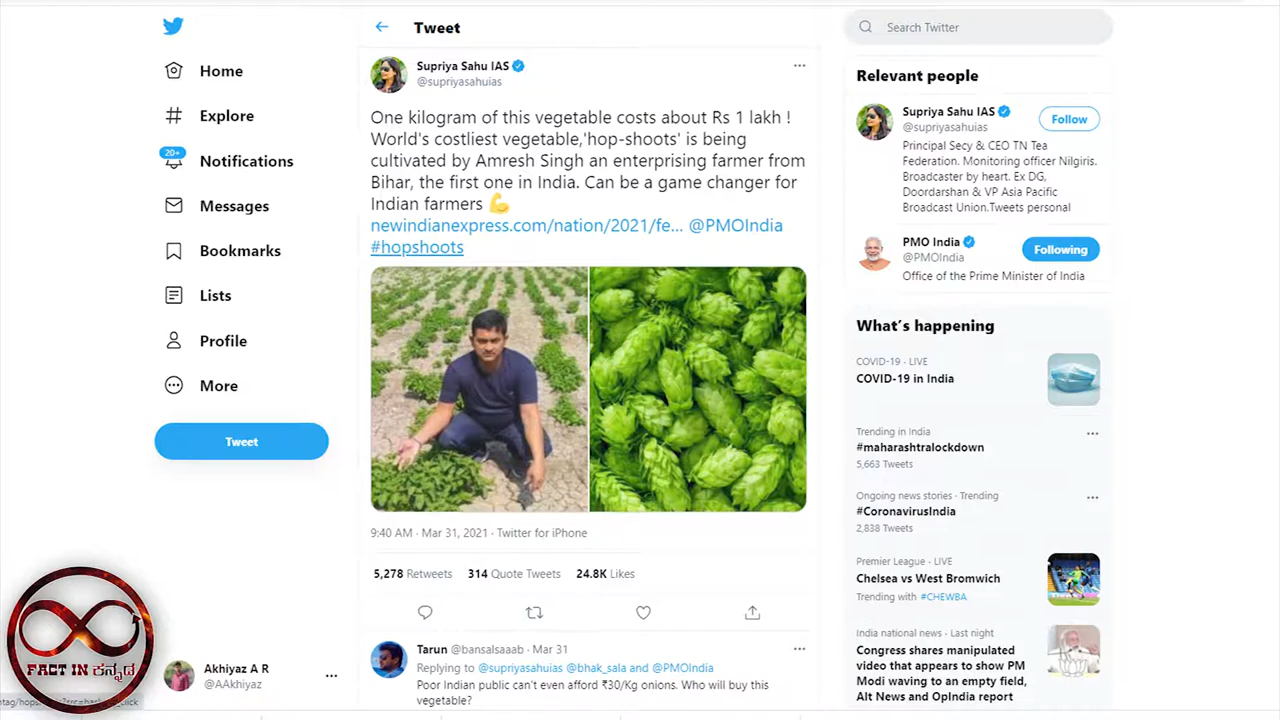 Home
Explore
20+
Notifications
Messages
Bookmarks
Lists
Profile
More
Tweet
Akhiyaz A R
@AAkhiyaz
FACT IN ಕನ್ನಡ
Tweet
Supriya Sahu IAS
@supriyasahuias
One kilogram of this vegetable costs about Rs 1 lakh !
World's costliest vegetable,'hop-shoots' is being
cultivated by Amresh Singh an enterprising farmer from
Bihar, the first one in India. Can be a game changer for
Indian farmers 💪
newindianexpress.com/nation/2021/fe... @PMOIndia
#hopshoots
9:40 AM · Mar 31, 2021 · Twitter for iPhone
5,278 Retweets 314 Quote Tweets 24.8K Likes
Tarun @bansalsaaab · Mar 31
Replying to @supriyasahuias @bhak_sala and @PMOIndia
Poor Indian public can't even afford ₹30/Kg onions. Who will buy this
vegetable?
Search Twitter
Relevant people
Supriya Sahu IAS
@supriyasahuias
Follow
Principal Secy & CEO TN Tea
Federation. Monitoring officer Nilgiris.
Broadcaster by heart. Ex DG,
Doordarshan & VP Asia Pacific
Broadcast Union.Tweets personal
PMO India
@PMOIndia
Following
Office of the Prime Minister of India
What's happening
COVID-19 · LIVE
COVID-19 in India
Trending in India
#maharashtralockdown
5,663 Tweets
Ongoing news stories · Trending
#CoronavirusIndia
2,838 Tweets
Premier League · LIVE
Chelsea vs West Bromwich
Trending with #CHEWBA
India national news · Last night
Congress shares manipulated
video that appears to show PM
Modi waving to an empty field,
Alt News and OpIndia report